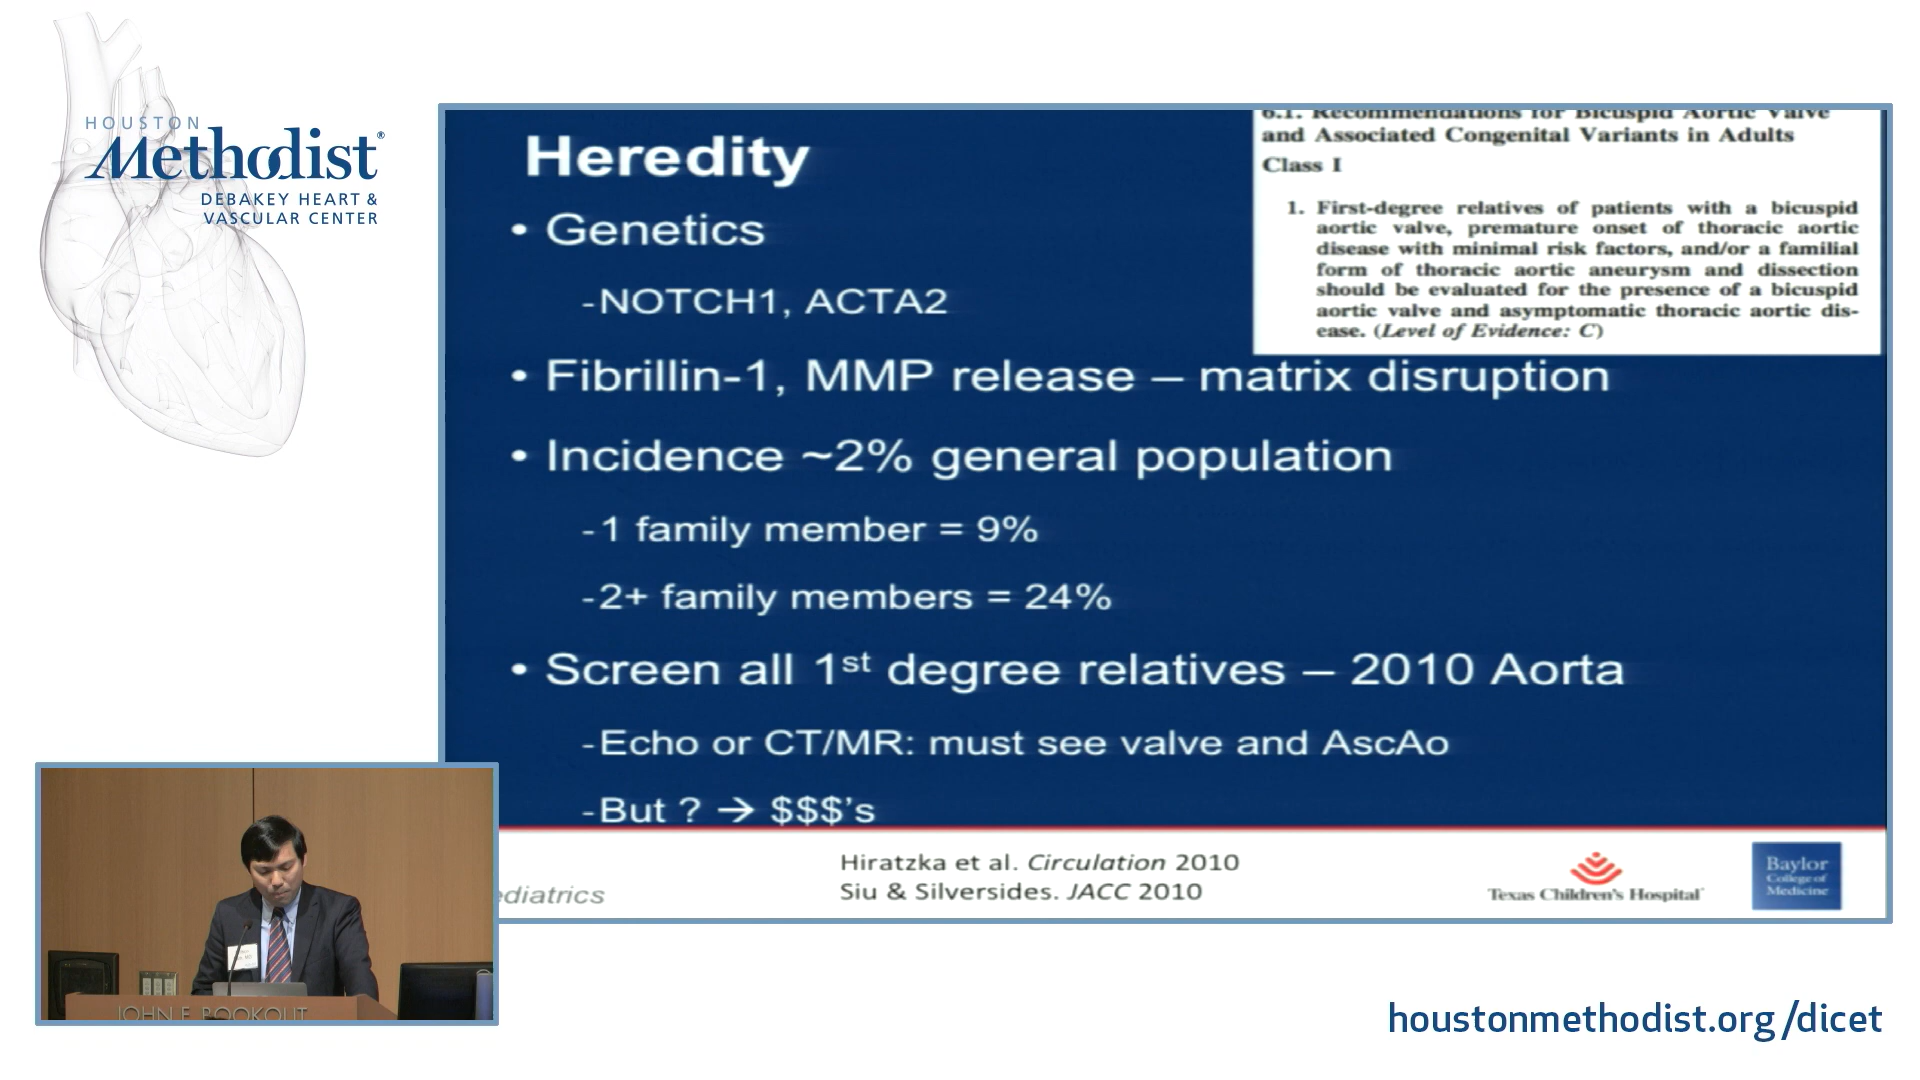 HOUSTON
Methodist®
DEBAKEY HEART &
VASCULAR CENTER
Heredity
• Genetics
-NOTCH1, ACTA2
• Fibrillin-1, MMP release – matrix disruption
• Incidence ~2% general population
-1 family member = 9%
-2+ family members = 24%
• Screen all 1st degree relatives – 2010 Aorta
-Echo or CT/MR: must see valve and AscAo
-But ? → $$$'s
6.1. Recommendations for Bicuspid Aortic Valve
and Associated Congenital Variants in Adults
Class I
1. First-degree relatives of patients with a bicuspid
aortic valve, premature onset of thoracic aortic
disease with minimal risk factors, and/or a familial
form of thoracic aortic aneurysm and dissection
should be evaluated for the presence of a bicuspid
aortic valve and asymptomatic thoracic aortic dis-
ease. (Level of Evidence: C)
ediatrics
Hiratzka et al. Circulation 2010
Siu & Silversides. JACC 2010
Texas Children's Hospital
Baylor
College of
Medicine
JOHN F. BOOKOUT
houstonmethodist.org/dicet